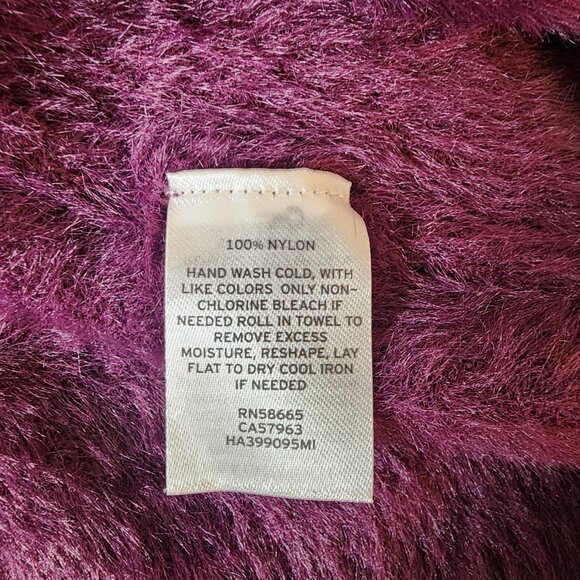 100% NYLON
HAND WASH COLD, WITH
LIKE COLORS ONLY NON-
CHLORINE BLEACH IF
NEEDED ROLL IN TOWEL TO
REMOVE EXCESS
MOISTURE, RESHAPE, LAY
FLAT TO DRY COOL IRON
IF NEEDED
RN58665
CA57963
HA399095MI